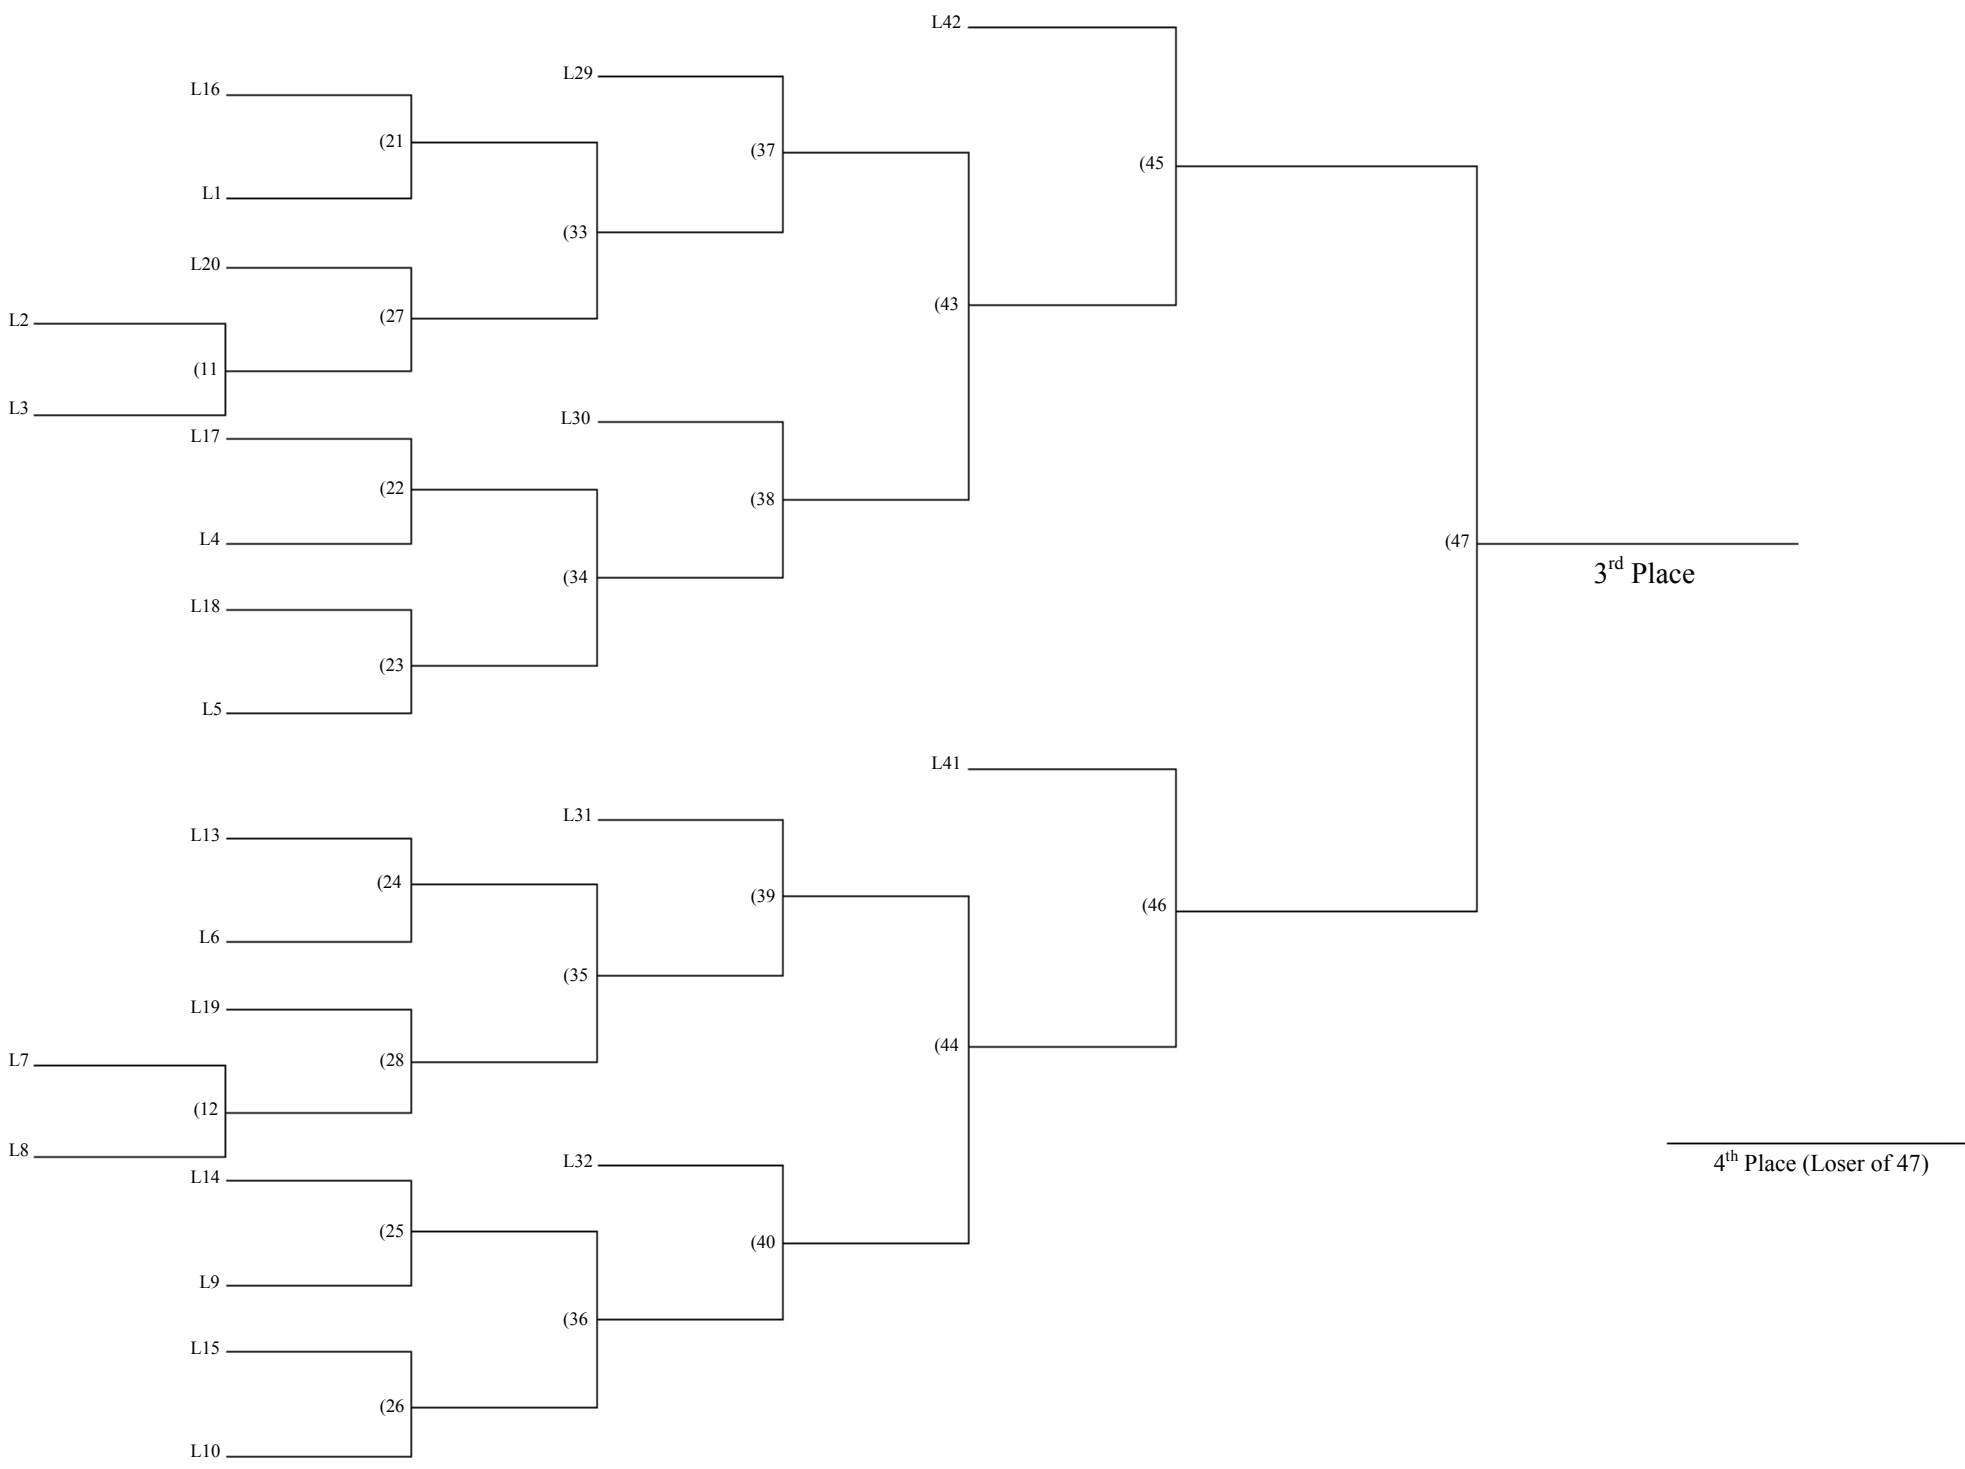 L42
L29
L16
(21
(37
(45
L1
(33
L20
(43
L2
(27
(11
L3
L30
L17
(22
(38
L4
(47
3rd Place
(34
L18
(23
L5
L41
L31
L13
(24
(39
(46
L6
(35
L19
(44
L7
(28
(12
L8
L32
4th Place (Loser of 47)
L14
(25
(40
L9
(36
L15
(26
L10